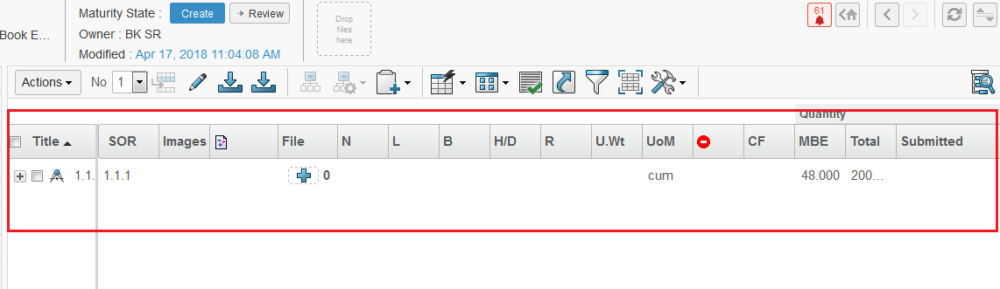 Maturity State : Create Review
Book E...
Owner : BK SR
Modified : Apr 17, 2018 11:04:08 AM
Drop
files
here
61
Actions No 1
Quantity
Title SOR Images File N L B H/D R U.Wt UoM CF MBE Total Submitted
1.1. 1.1.1 0 cum 48.000 200...